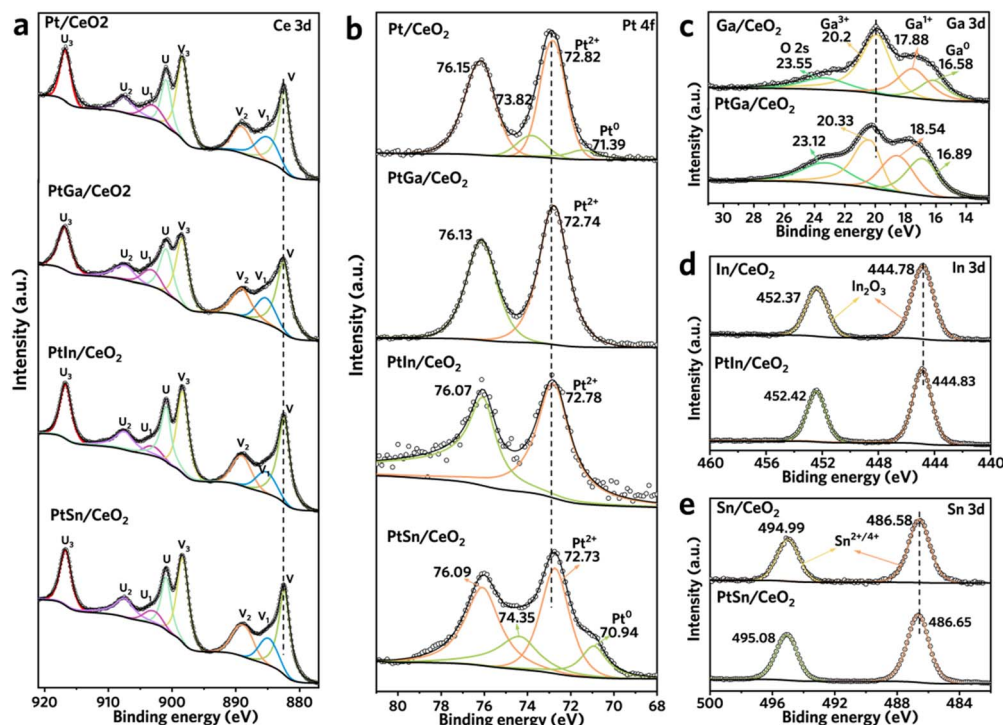 a
Pt/CeO2
Ce 3d
U₃
U₂
U₁
U
V₃
V₂
V₁
V
PtGa/CeO2
U₃
U₂
U₁
U
V₃
V₂
V₁
V
PtIn/CeO₂
U₃
U₂
U₁
U
V₃
V₂
V₁
V
PtSn/CeO₂
U₃
U₂
U₁
U
V₃
V₂
V₁
V
Intensity (a.u.)
920 910 900 890 880
Binding energy (eV)
b
Pt 4f
Pt/CeO₂
76.15
73.82
Pt²⁺
72.82
Pt⁰
71.39
PtGa/CeO₂
76.13
Pt²⁺
72.74
PtIn/CeO₂
76.07
Pt²⁺
72.78
PtSn/CeO₂
76.09
74.35
Pt²⁺
72.73
Pt⁰
70.94
Intensity (a.u.)
80 78 76 74 72 70 68
Binding energy (eV)
c
Ga/CeO₂
Ga 3d
O 2s
23.55
Ga³⁺
20.2
Ga¹⁺
17.88
Ga⁰
16.58
PtGa/CeO₂
23.12
20.33
18.54
16.89
Intensity (a.u.)
30 28 26 24 22 20 18 16 14
Binding energy (eV)
d
In 3d
In/CeO₂
452.37
In₂O₃
444.78
PtIn/CeO₂
452.42
444.83
Intensity (a.u.)
460 456 452 448 444 440
Bibding energy (eV)
e
Sn 3d
Sn/CeO₂
494.99
Sn²⁺/⁴⁺
486.58
PtSn/CeO₂
495.08
486.65
Intensity (a.u.)
500 496 492 488 484
Binding energy (eV)